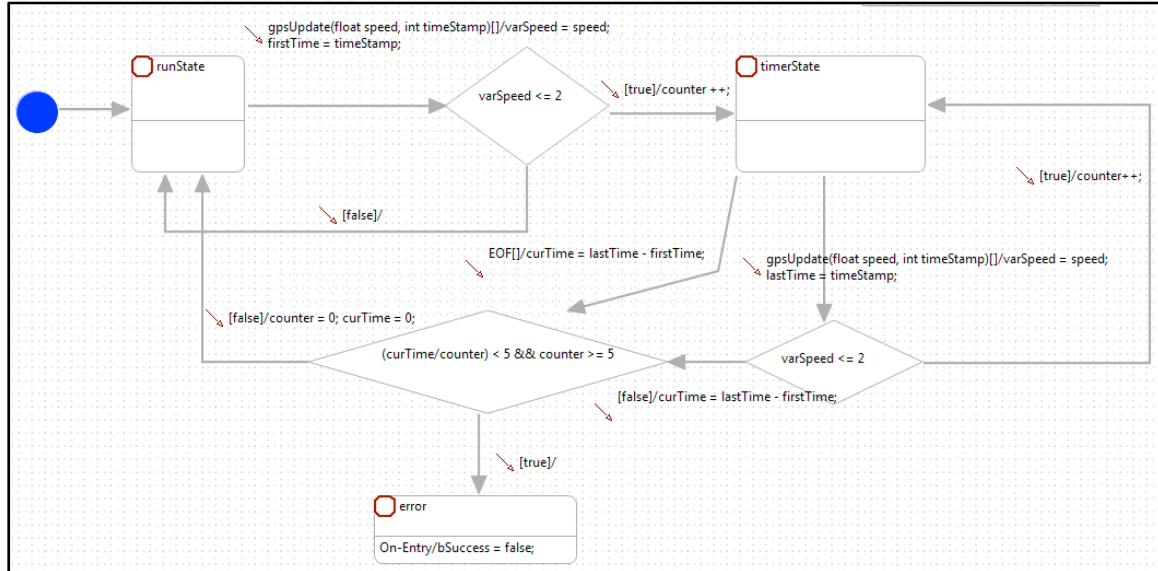 gpsUpdate(float speed, int timeStamp)[]/varSpeed = speed;
firstTime = timeStamp;
runState
timerState
varSpeed <= 2
[true]/counter ++;
[true]/counter++;
[false]/
EOF[]/curTime = lastTime - firstTime;
gpsUpdate(float speed, int timeStamp)[]/varSpeed = speed;
lastTime = timeStamp;
[false]/counter = 0; curTime = 0;
(curTime/counter) < 5 && counter >= 5
varSpeed <= 2
[false]/curTime = lastTime - firstTime;
[true]/
error
On-Entry/bSuccess = false;